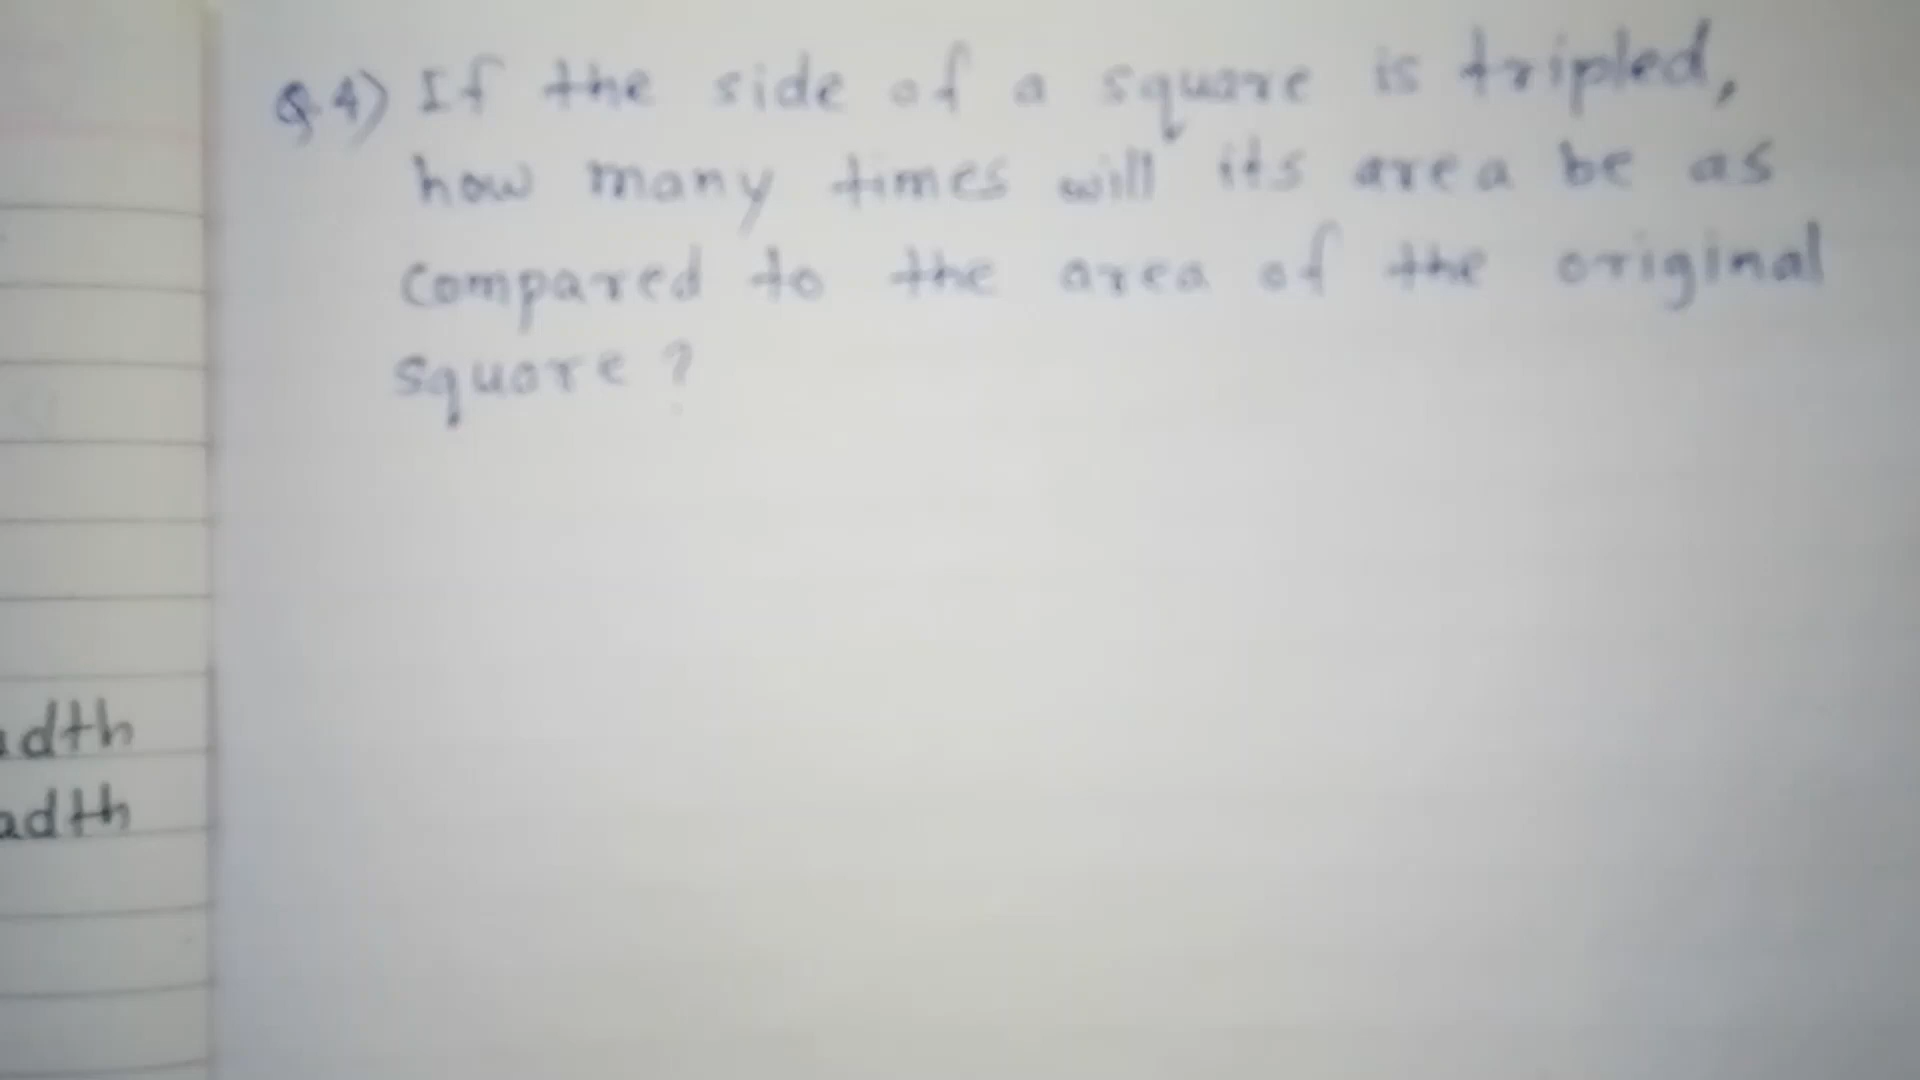 Q.4) If the side of a square is tripled,
how many times will its area be as
compared to the area of the original
square ?
adth
adth